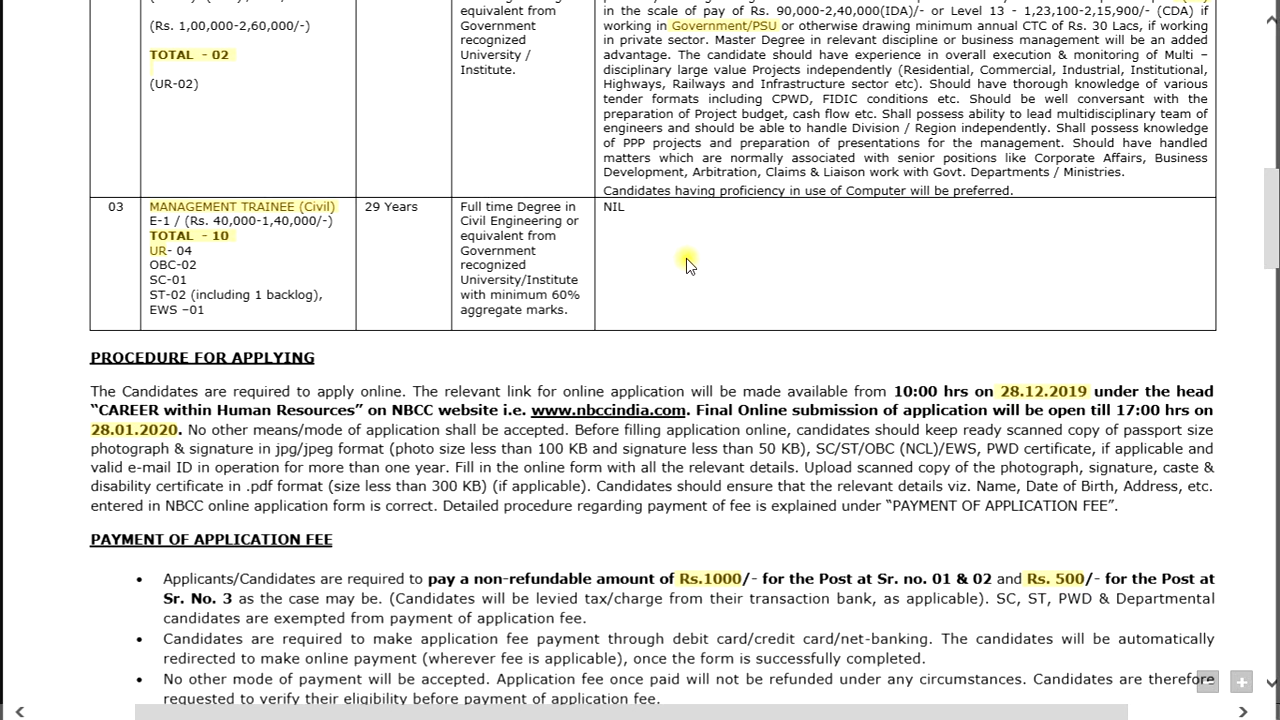 (Rs. 1,00,000-2,60,000/-)
TOTAL - 02
(UR-02)
equivalent from
Government
recognized
University /
Institute.
in the scale of pay of Rs. 90,000-2,40,000(IDA)/- or Level 13 - 1,23,100-2,15,900/- (CDA) if
working in Government/PSU or otherwise drawing minimum annual CTC of Rs. 30 Lacs, if working
in private sector. Master Degree in relevant discipline or business management will be an added
advantage. The candidate should have experience in overall execution & monitoring of Multi –
disciplinary large value Projects independently (Residential, Commercial, Industrial, Institutional,
Highways, Railways and Infrastructure sector etc). Should have thorough knowledge of various
tender formats including CPWD, FIDIC conditions etc. Should be well conversant with the
preparation of Project budget, cash flow etc. Shall possess ability to lead multidisciplinary team of
engineers and should be able to handle Division / Region independently. Shall possess knowledge
of PPP projects and preparation of presentations for the management. Should have handled
matters which are normally associated with senior positions like Corporate Affairs, Business
Development, Arbitration, Claims & Liaison work with Govt. Departments / Ministries.
Candidates having proficiency in use of Computer will be preferred.
03
MANAGEMENT TRAINEE (Civil)
E-1 / (Rs. 40,000-1,40,000/-)
TOTAL - 10
UR- 04
OBC-02
SC-01
ST-02 (including 1 backlog),
EWS –01
29 Years
Full time Degree in
Civil Engineering or
equivalent from
Government
recognized
University/Institute
with minimum 60%
aggregate marks.
NIL
PROCEDURE FOR APPLYING
The Candidates are required to apply online. The relevant link for online application will be made available from 10:00 hrs on 28.12.2019 under the head
“CAREER within Human Resources” on NBCC website i.e. www.nbccindia.com. Final Online submission of application will be open till 17:00 hrs on
28.01.2020. No other means/mode of application shall be accepted. Before filling application online, candidates should keep ready scanned copy of passport size
photograph & signature in jpg/jpeg format (photo size less than 100 KB and signature less than 50 KB), SC/ST/OBC (NCL)/EWS, PWD certificate, if applicable and
valid e-mail ID in operation for more than one year. Fill in the online form with all the relevant details. Upload scanned copy of the photograph, signature, caste &
disability certificate in .pdf format (size less than 300 KB) (if applicable). Candidates should ensure that the relevant details viz. Name, Date of Birth, Address, etc.
entered in NBCC online application form is correct. Detailed procedure regarding payment of fee is explained under “PAYMENT OF APPLICATION FEE”.
PAYMENT OF APPLICATION FEE
• Applicants/Candidates are required to pay a non-refundable amount of Rs.1000/- for the Post at Sr. no. 01 & 02 and Rs. 500/- for the Post at
Sr. No. 3 as the case may be. (Candidates will be levied tax/charge from their transaction bank, as applicable). SC, ST, PWD & Departmental
candidates are exempted from payment of application fee.
• Candidates are required to make application fee payment through debit card/credit card/net-banking. The candidates will be automatically
redirected to make online payment (wherever fee is applicable), once the form is successfully completed.
• No other mode of payment will be accepted. Application fee once paid will not be refunded under any circumstances. Candidates are therefore
requested to verify their eligibility before payment of application fee.